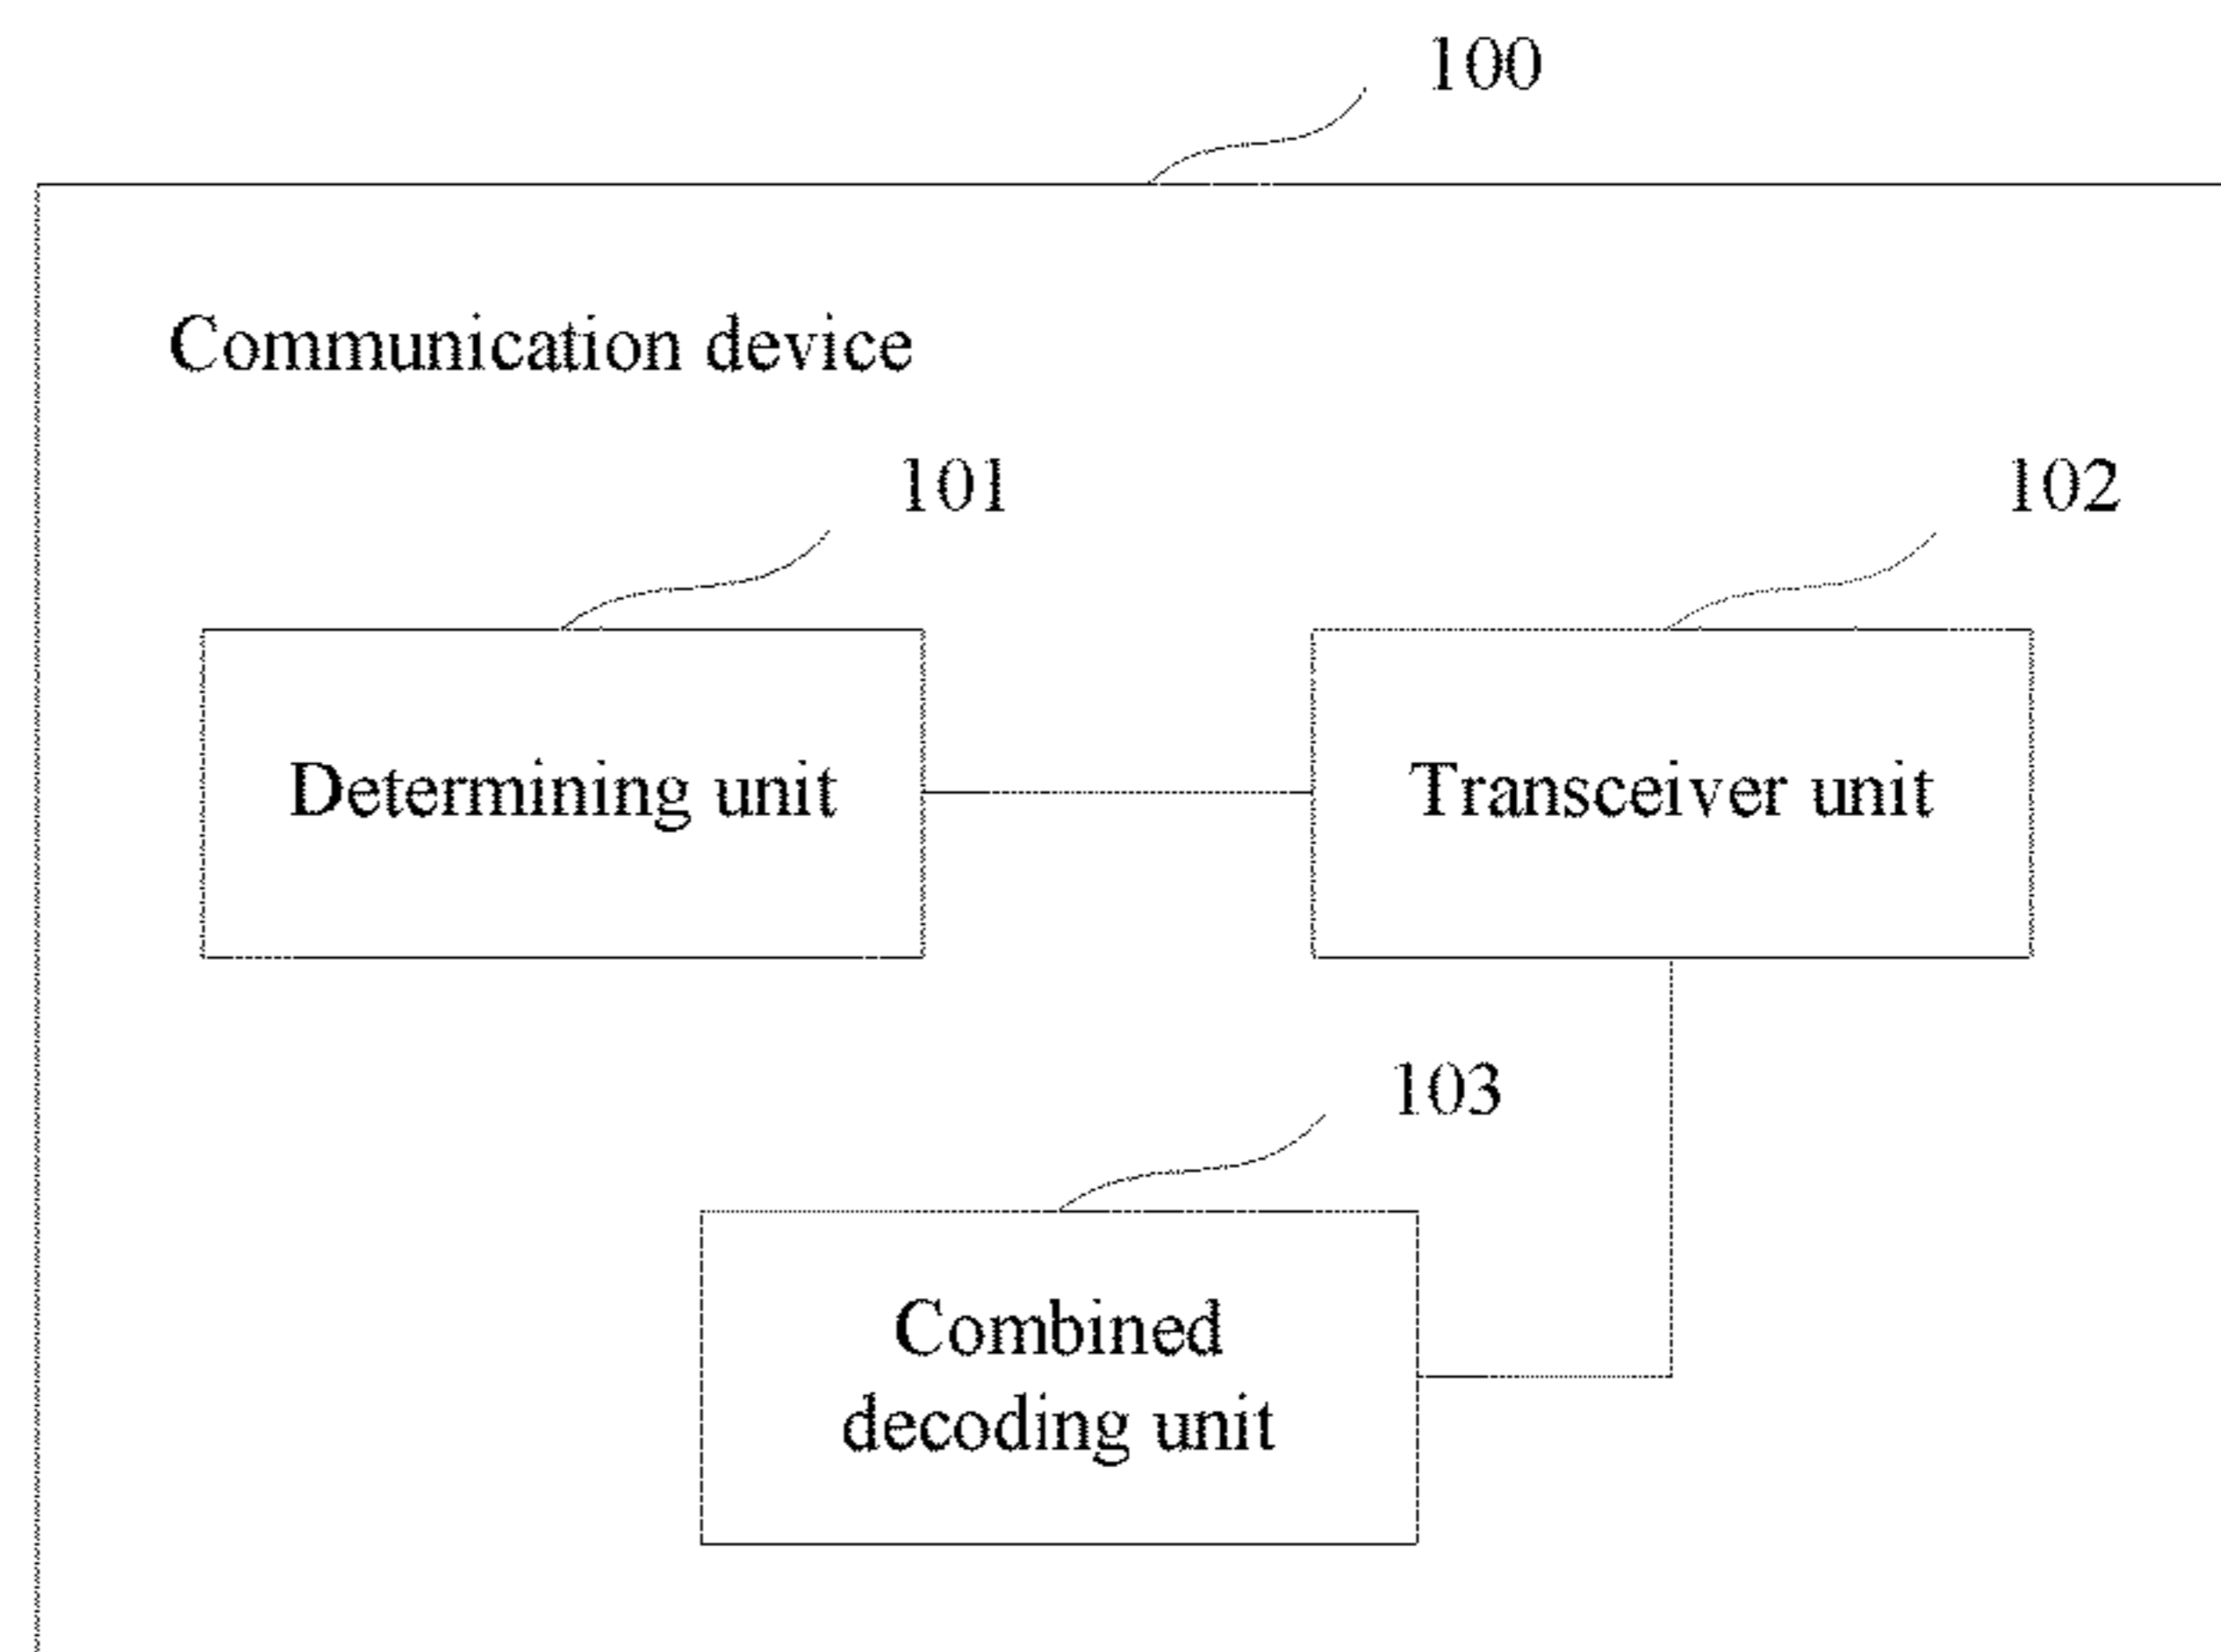 100
Communication device
101
102
Determining unit
Transceiver unit
103
Combined
decoding unit